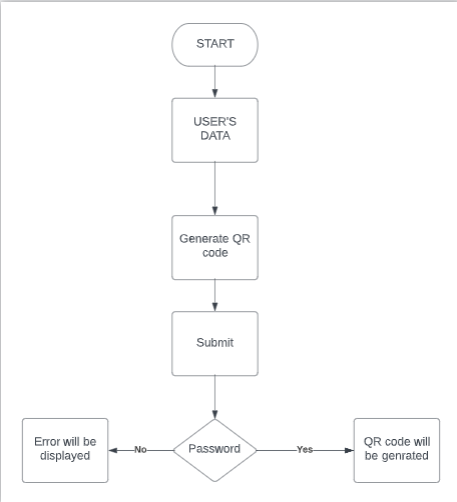 START
USER'S
DATA
Generate QR
code
Submit
Error will be
displayed
No
Password
Yes
QR code will
be genrated